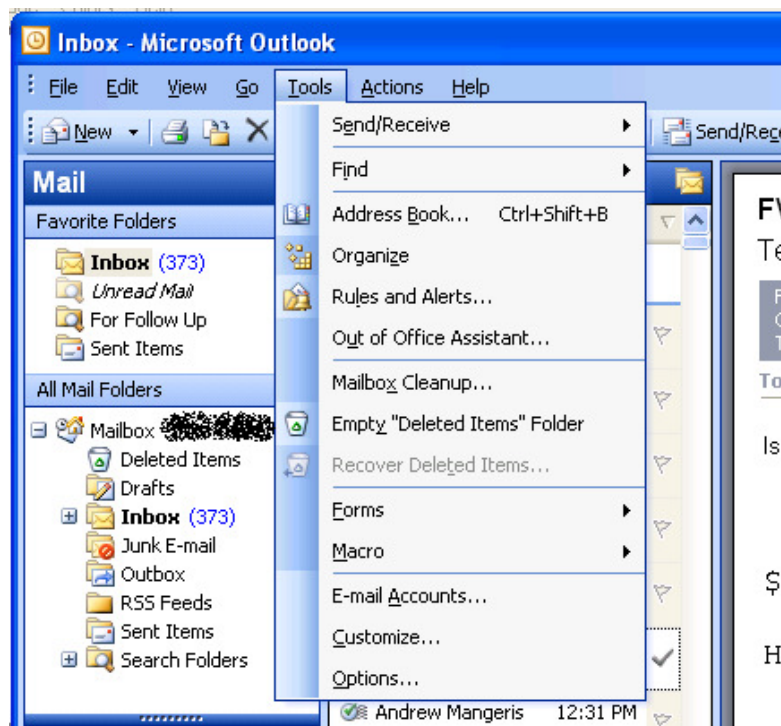 Inbox - Microsoft Outlook
File Edit View Go Tools Actions Help
New Send/Rec
Mail
Favorite Folders
Inbox (373)
Unread Mail
For Follow Up
Sent Items
All Mail Folders
Mailbox
Deleted Items
Drafts
Inbox (373)
Junk E-mail
Outbox
RSS Feeds
Sent Items
Search Folders
Send/Receive
Find
Address Book... Ctrl+Shift+B
Organize
Rules and Alerts...
Out of Office Assistant...
Mailbox Cleanup...
Empty "Deleted Items" Folder
Recover Deleted Items...
Forms
Macro
E-mail Accounts...
Customize...
Options...
Andrew Mangeris 12:31 PM
Is
$
H